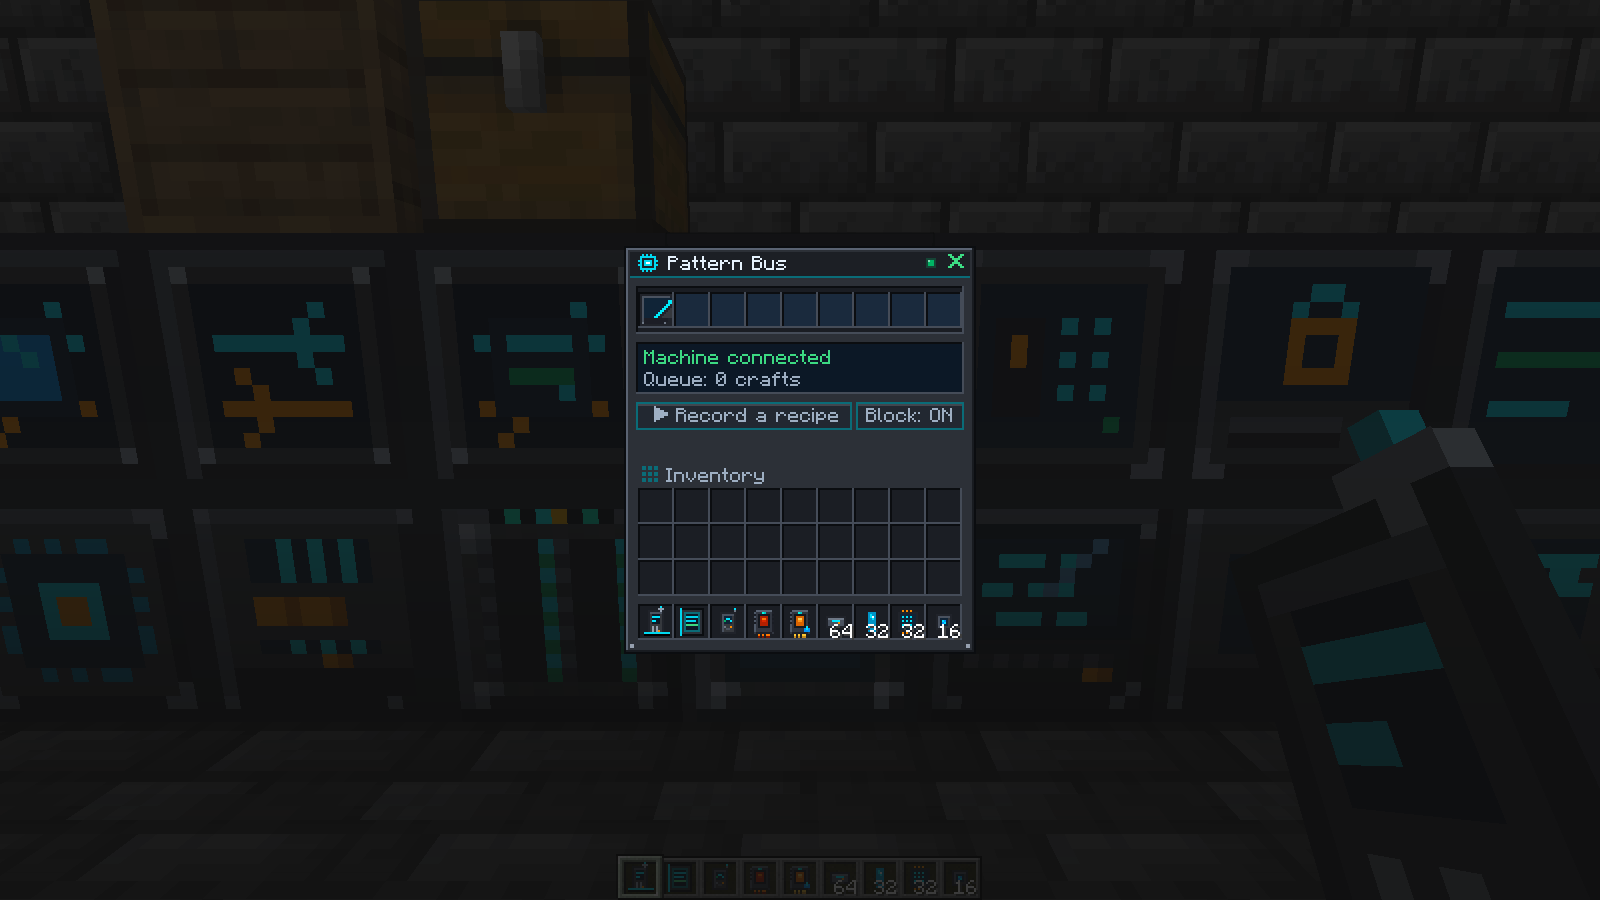 Pattern Bus
Machine connected
Queue: 0 crafts
Record a recipe
Block: ON
Inventory
64 32 32 16
64 32 32 16